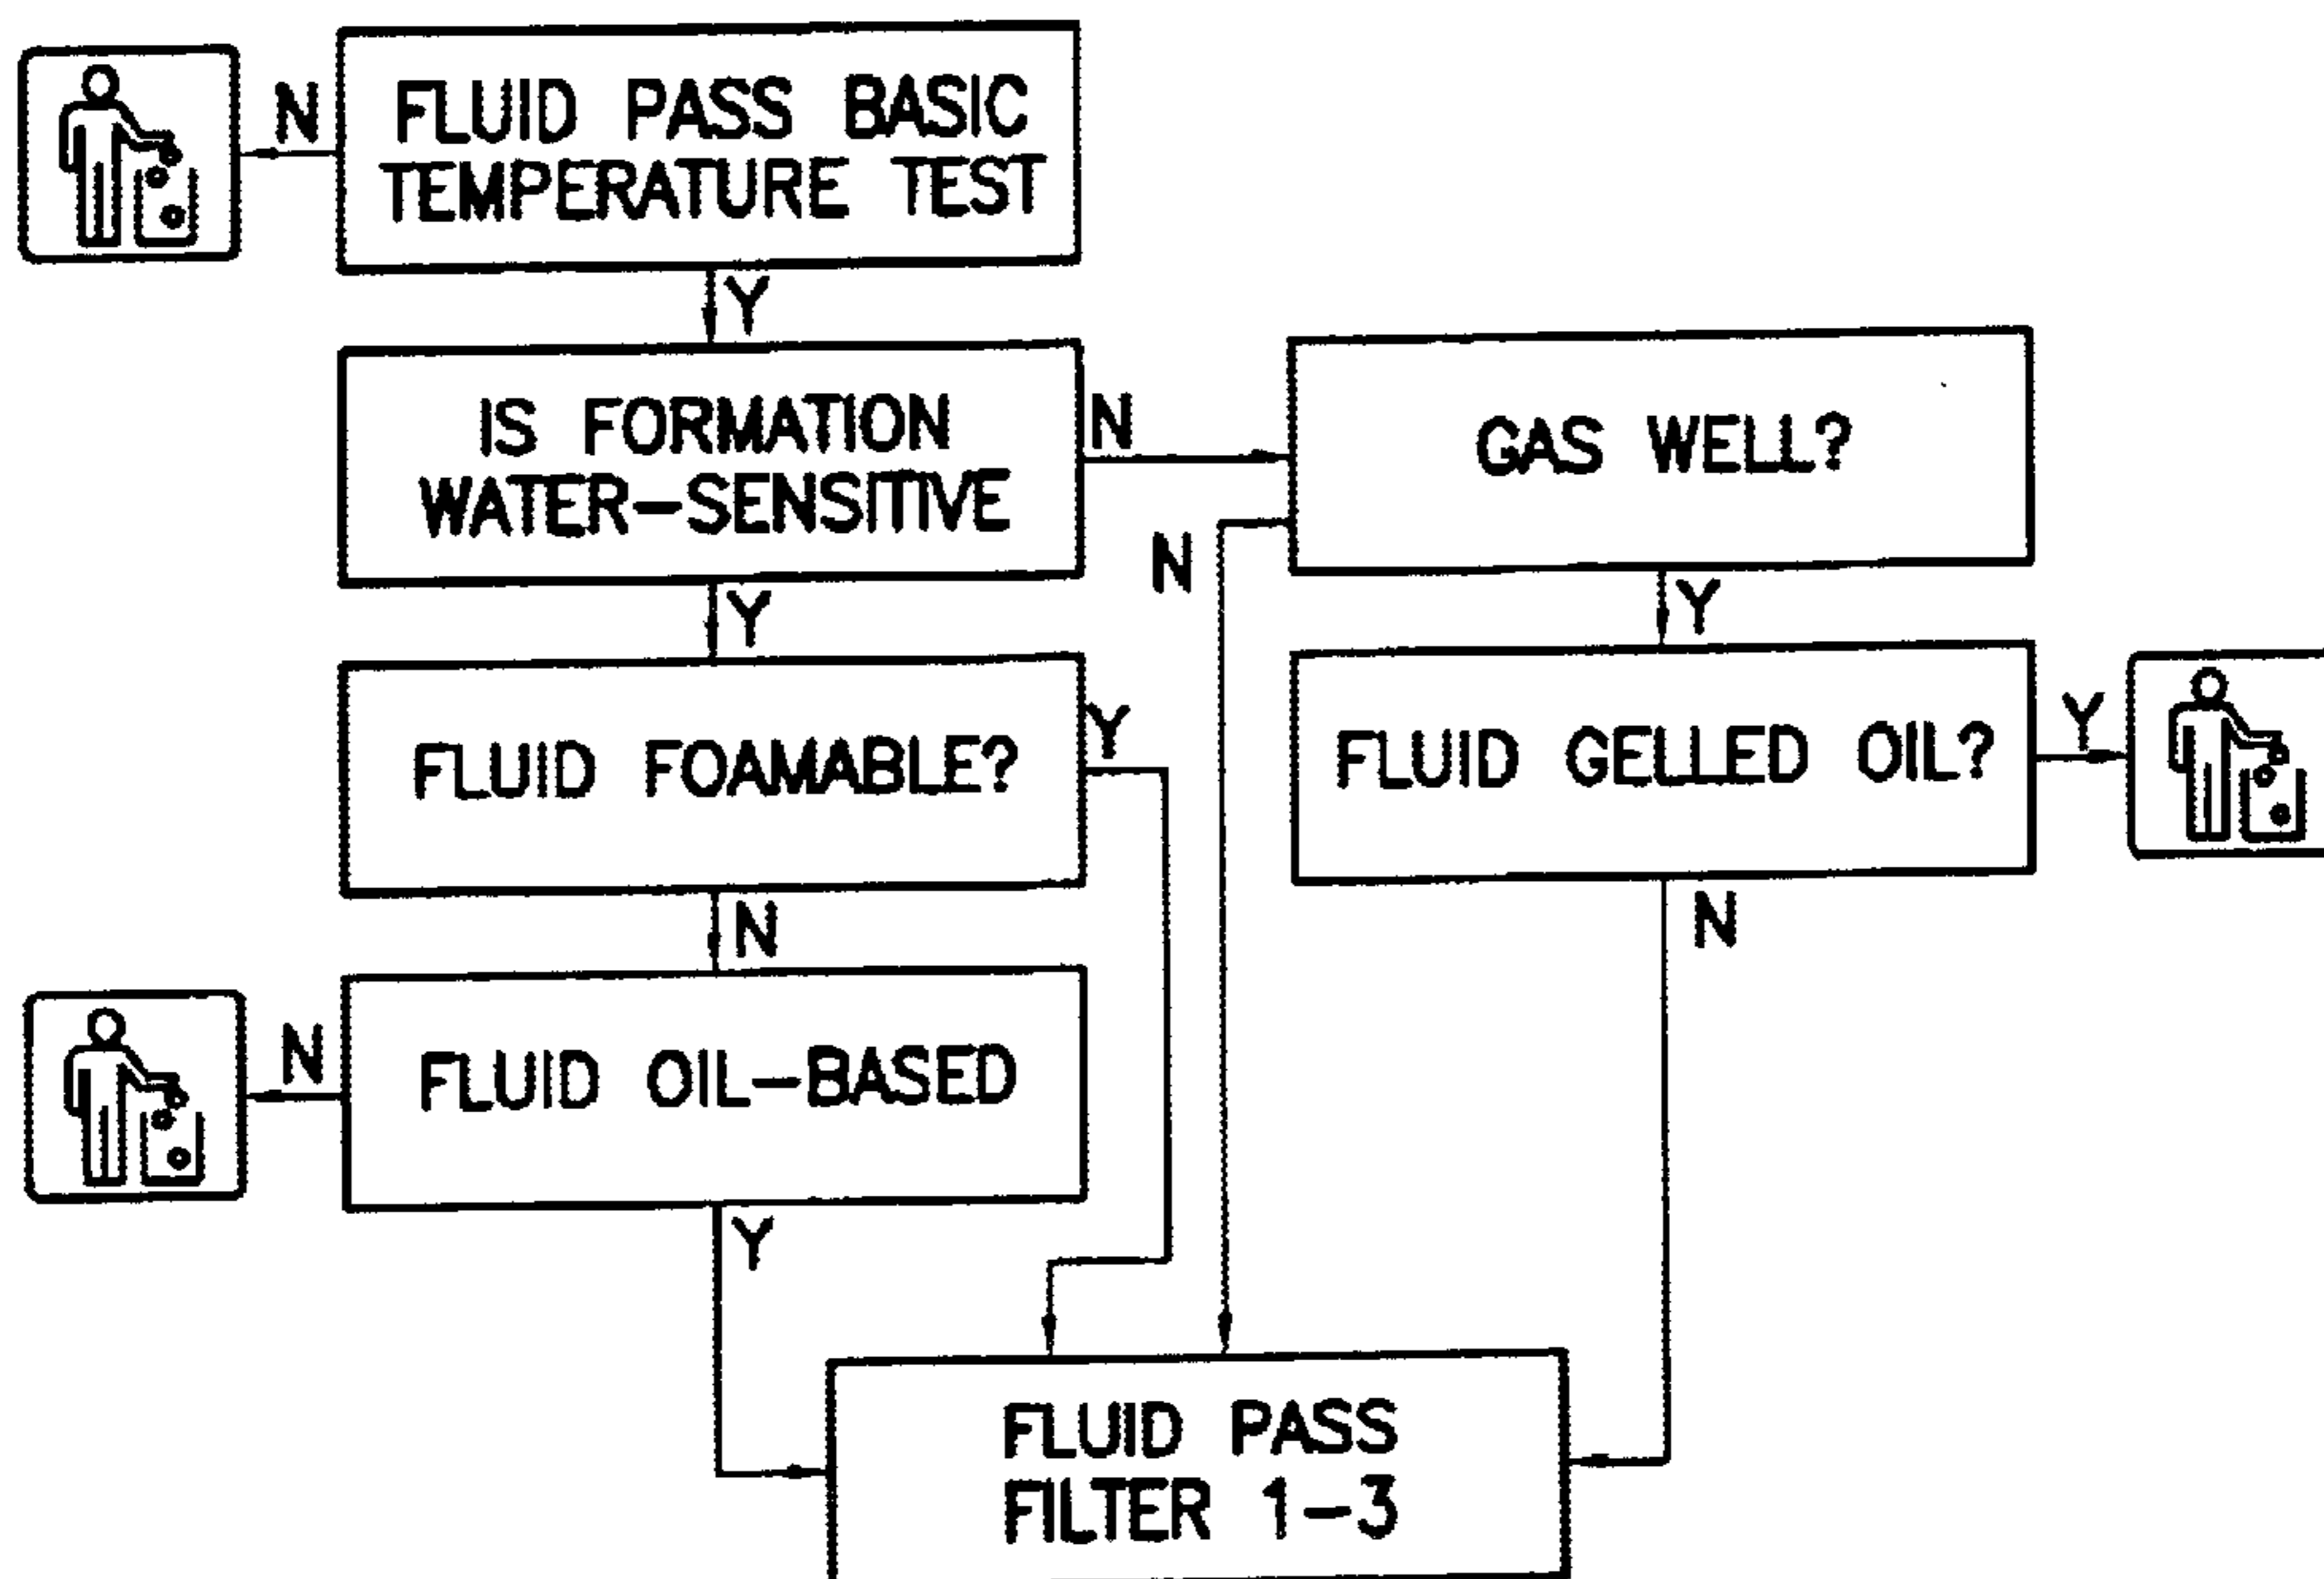 N
FLUID PASS BASIC
TEMPERATURE TEST
Y
IS FORMATION
WATER-SENSITIVE
N
GAS WELL?
N
Y
Y
FLUID FOAMABLE?
Y
FLUID GELLED OIL?
Y
N
N
N
FLUID OIL-BASED
Y
FLUID PASS
FILTER 1-3